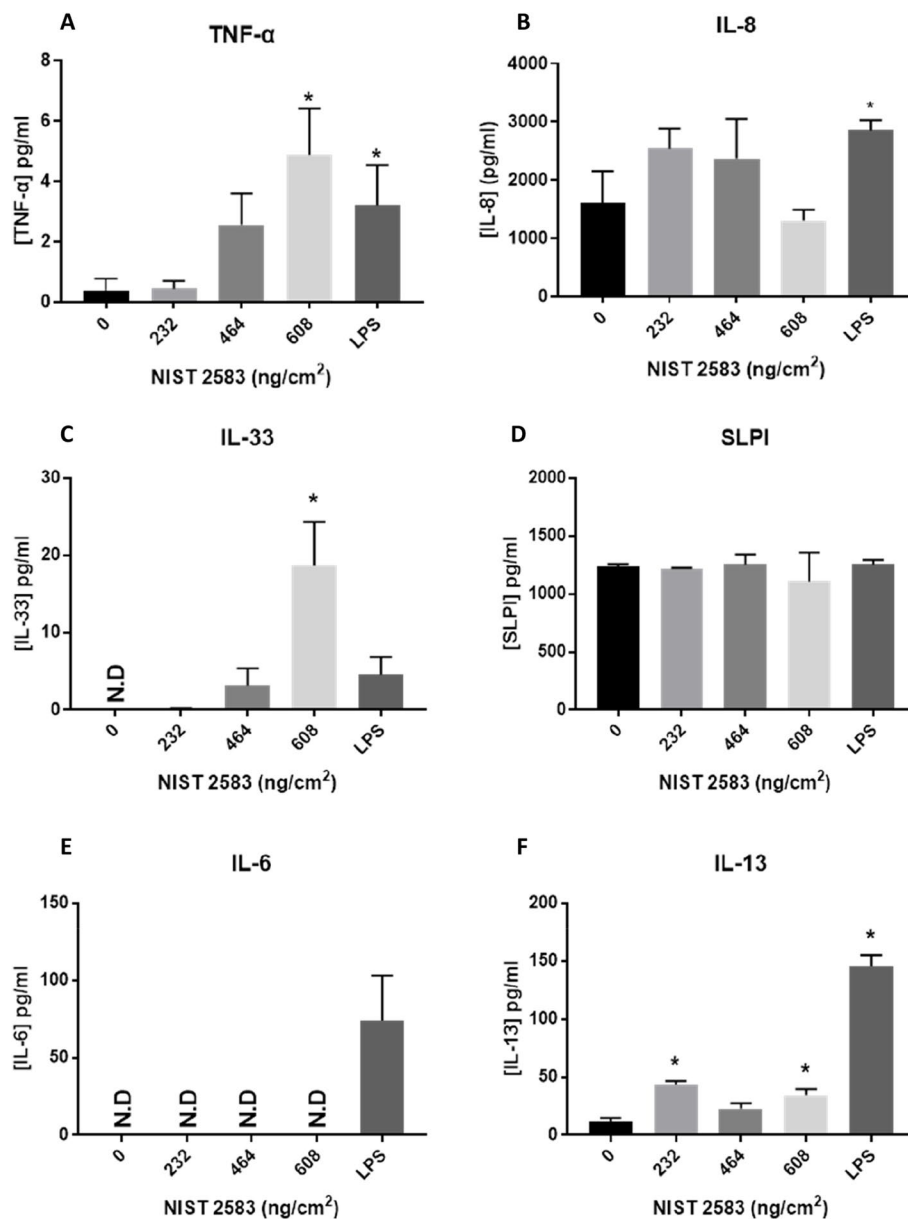 A
TNF-α
[TNF-α] pg/ml
8
6
4
2
0
*
*
0
232
464
608
LPS
NIST 2583 (ng/cm²)
B
IL-8
[IL-8] (pg/ml)
4000
3000
2000
1000
0
*
0
232
464
608
LPS
NIST 2583 (ng/cm²)
C
IL-33
[IL-33] pg/ml
30
20
10
0
N.D
*
0
232
464
608
LPS
NIST 2583 (ng/cm²)
D
SLPI
[SLPI] pg/ml
2000
1500
1000
500
0
0
232
464
608
LPS
NIST 2583 (ng/cm²)
E
IL-6
[IL-6] pg/ml
150
100
50
0
N.D
N.D
N.D
N.D
0
232
464
608
LPS
NIST 2583 (ng/cm²)
F
IL-13
[IL-13] pg/ml
200
150
100
50
0
*
*
*
0
232
464
608
LPS
NIST 2583 (ng/cm²)